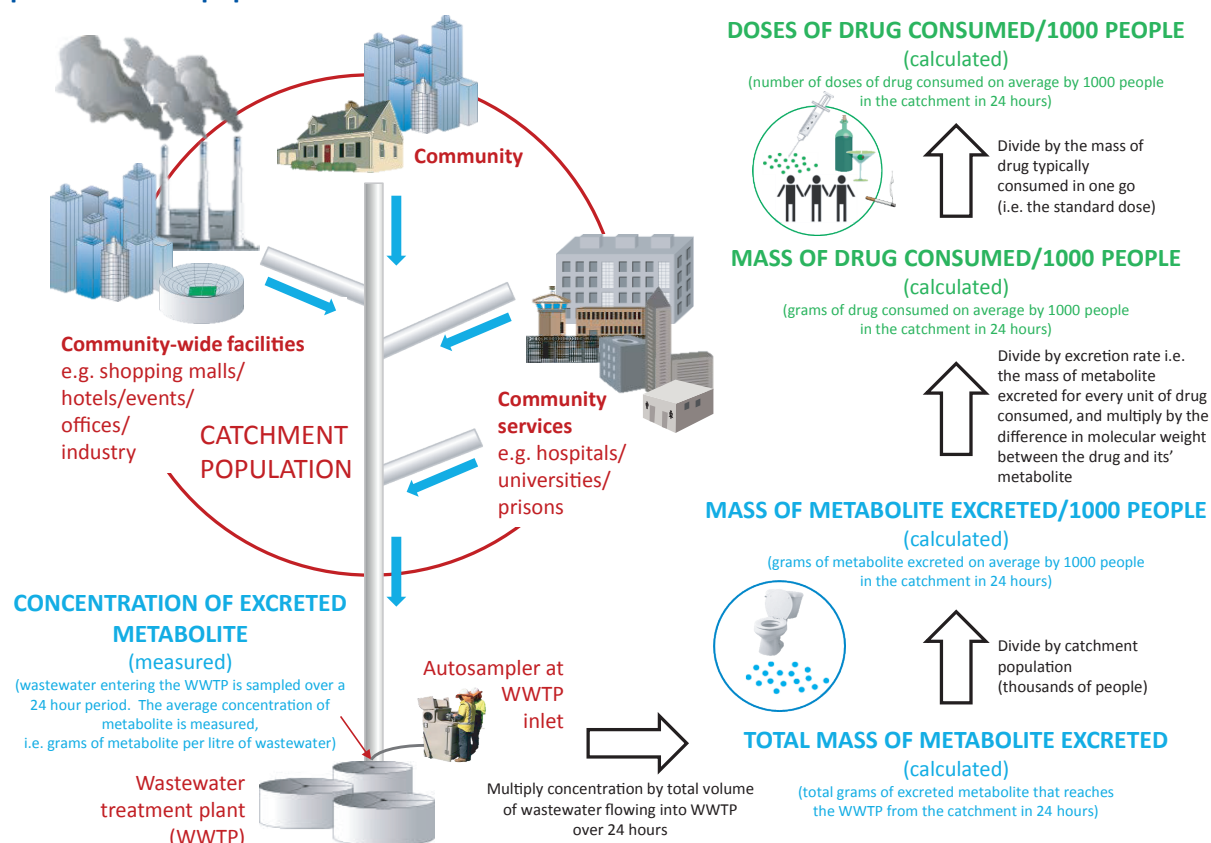 Community
Community-wide facilities
e.g. shopping malls/
hotels/events/
offices/
industry
CATCHMENT
POPULATION
Community
services
e.g. hospitals/
universities/
prisons
CONCENTRATION OF EXCRETED
METABOLITE
(measured)
(wastewater entering the WWTP is sampled over a
24 hour period. The average concentration of
metabolite is measured,
i.e. grams of metabolite per litre of wastewater)
Autosampler at
WWTP
inlet
Wastewater
treatment plant
(WWTP)
Multiply concentration by total volume
of wastewater flowing into WWTP
over 24 hours
DOSES OF DRUG CONSUMED/1000 PEOPLE
(calculated)
(number of doses of drug consumed on average by 1000 people
in the catchment in 24 hours)
Divide by the mass of
drug typically
consumed in one go
(i.e. the standard dose)
MASS OF DRUG CONSUMED/1000 PEOPLE
(calculated)
(grams of drug consumed on average by 1000 people
in the catchment in 24 hours)
Divide by excretion rate i.e.
the mass of metabolite
excreted for every unit of drug
consumed, and multiply by the
difference in molecular weight
between the drug and its'
metabolite
MASS OF METABOLITE EXCRETED/1000 PEOPLE
(calculated)
(grams of metabolite excreted on average by 1000 people
in the catchment in 24 hours)
Divide by catchment
population
(thousands of people)
TOTAL MASS OF METABOLITE EXCRETED
(calculated)
(total grams of excreted metabolite that reaches
the WWTP from the catchment in 24 hours)